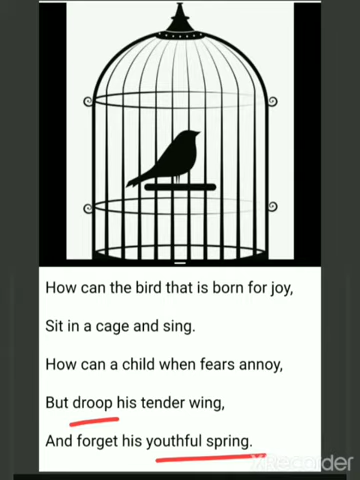 How can the bird that is born for joy,
Sit in a cage and sing.
How can a child when fears annoy,
But droop his tender wing,
And forget his youthful spring.
XRecorder